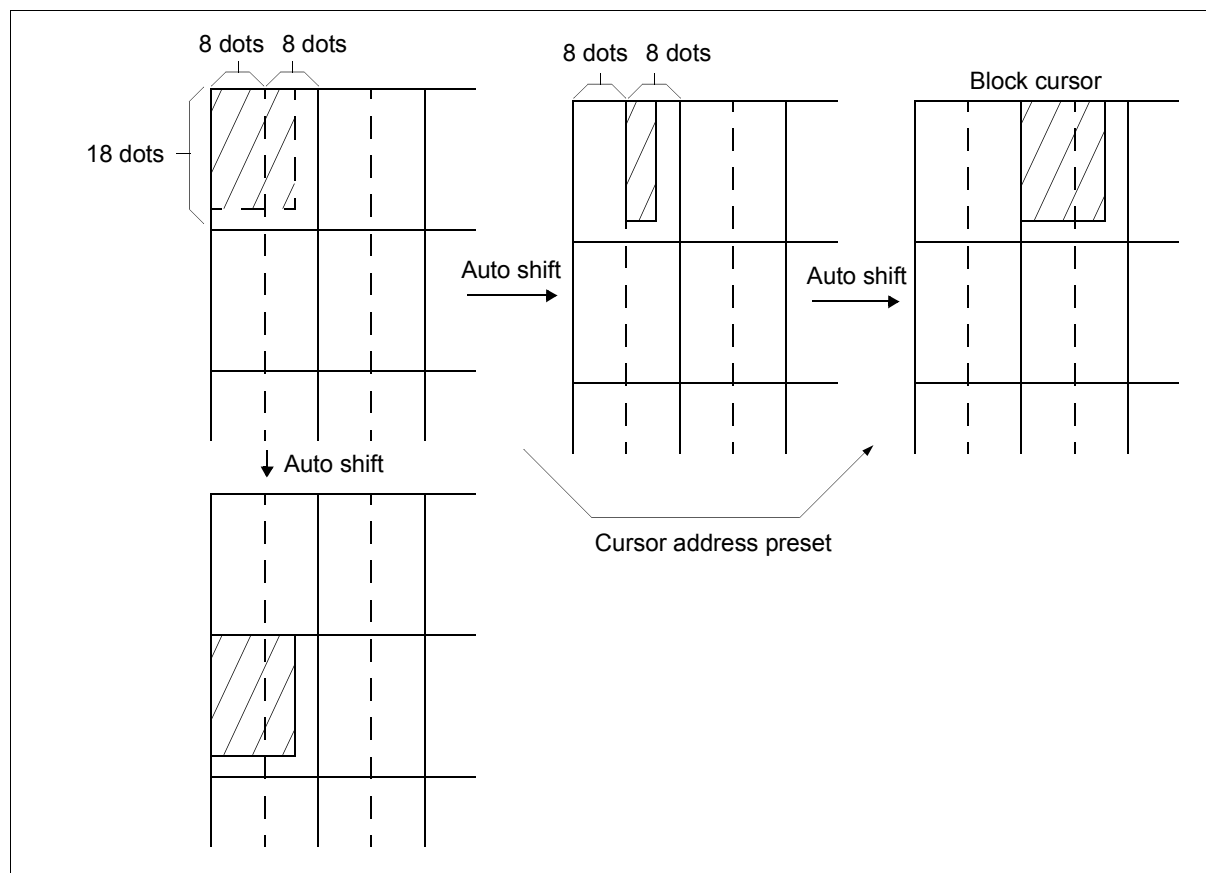 8 dots 8 dots
18 dots
8 dots 8 dots
Block cursor
Auto shift
Auto shift
Auto shift
Cursor address preset